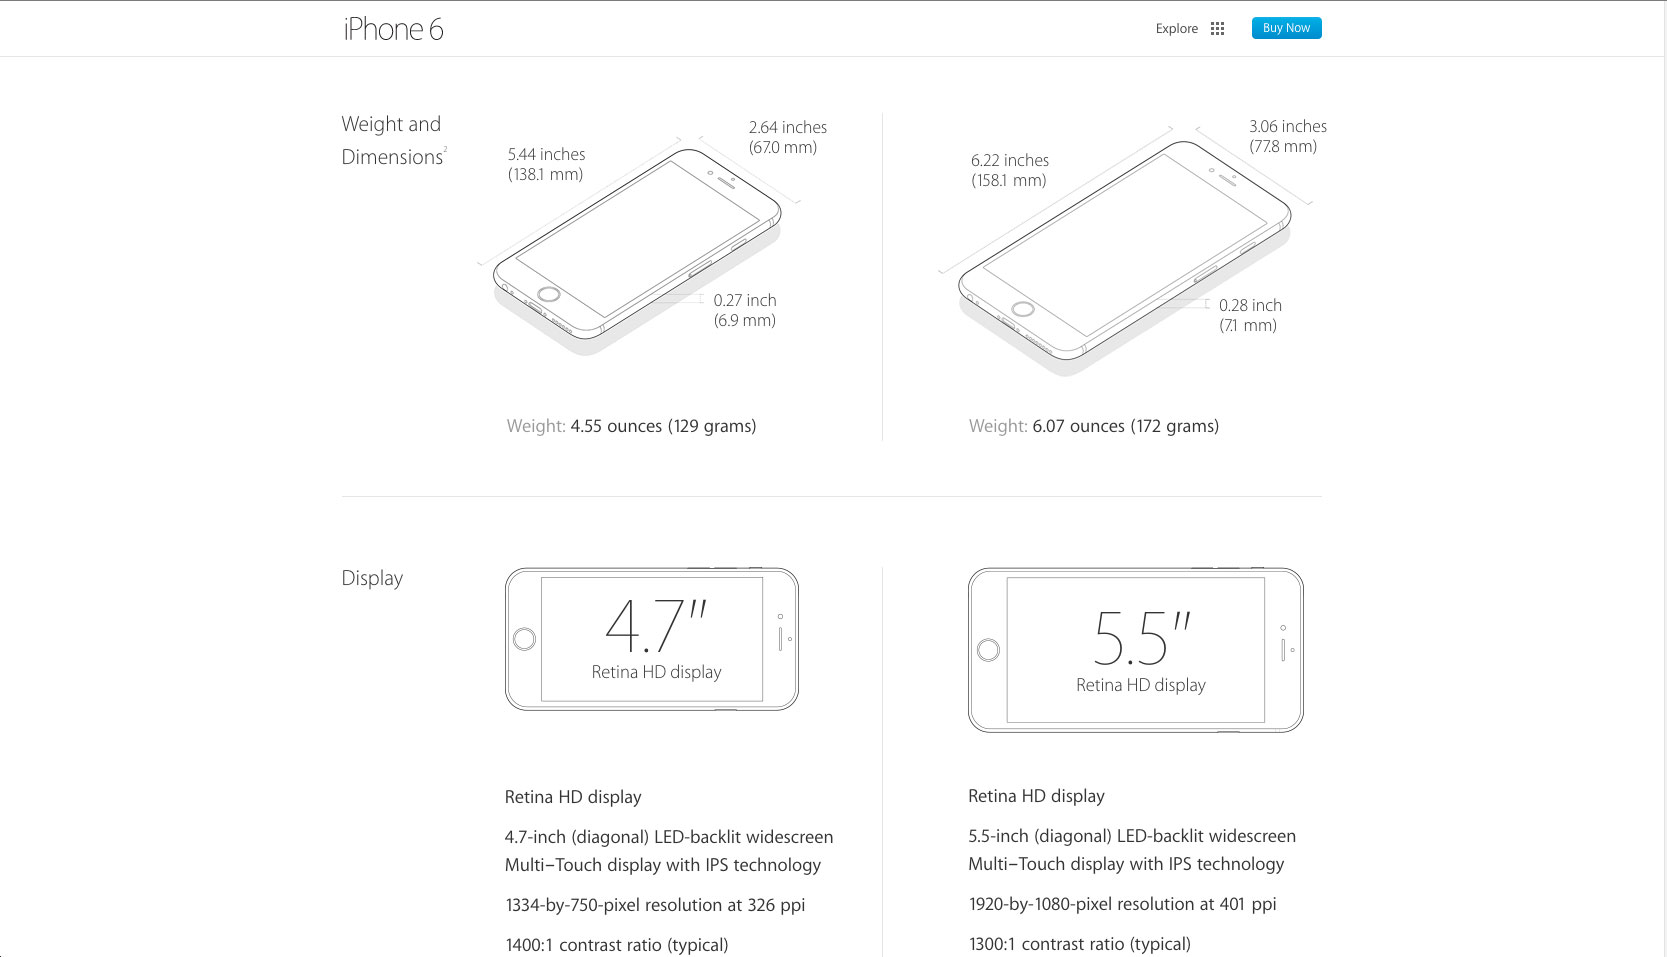 iPhone 6
Explore
Buy Now
Weight and
Dimensions2
5.44 inches
(138.1 mm)
2.64 inches
(67.0 mm)
0.27 inch
(6.9 mm)
Weight: 4.55 ounces (129 grams)
6.22 inches
(158.1 mm)
3.06 inches
(77.8 mm)
0.28 inch
(7.1 mm)
Weight: 6.07 ounces (172 grams)
Display
4.7"
Retina HD display
Retina HD display
4.7-inch (diagonal) LED-backlit widescreen
Multi–Touch display with IPS technology
1334-by-750-pixel resolution at 326 ppi
1400:1 contrast ratio (typical)
5.5"
Retina HD display
Retina HD display
5.5-inch (diagonal) LED-backlit widescreen
Multi–Touch display with IPS technology
1920-by-1080-pixel resolution at 401 ppi
1300:1 contrast ratio (typical)